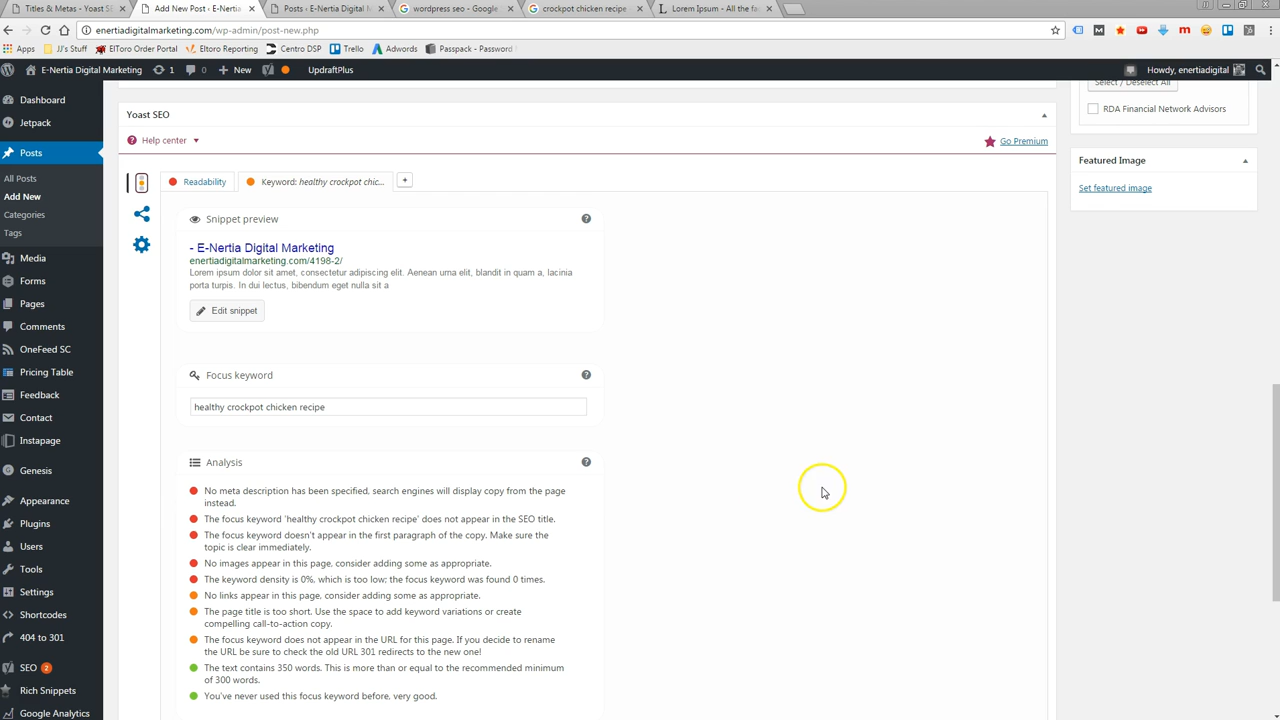 Titles & Metas - Yoast SE
Add New Post ‹ E-Nertia
Posts ‹ E-Nertia Digital M
wordpress seo - Google
crockpot chicken recipe
Lorem Ipsum - All the fa
enertiadigitalmarketing.com/wp-admin/post-new.php
Apps
JJ's Stuff
ElToro Order Portal
Eltoro Reporting
Centro DSP
Trello
Adwords
Passpack - Password
E-Nertia Digital Marketing
1
0
New
UpdraftPlus
Howdy, enertiadigital
Dashboard
Jetpack
Posts
All Posts
Add New
Categories
Tags
Media
Forms
Pages
Comments
OneFeed SC
Pricing Table
Feedback
Contact
Instapage
Genesis
Appearance
Plugins
Users
Tools
Settings
Shortcodes
404 to 301
SEO 2
Rich Snippets
Google Analytics
Yoast SEO
Help center
Go Premium
Readability
Keyword: healthy crockpot chic...
+
Snippet preview
- E-Nertia Digital Marketing
enertiadigitalmarketing.com/4198-2/
Lorem ipsum dolor sit amet, consectetur adipiscing elit. Aenean urna elit, blandit in quam a, lacinia
porta turpis. In dui lectus, bibendum eget nulla sit a
Edit snippet
Focus keyword
healthy crockpot chicken recipe
Analysis
No meta description has been specified, search engines will display copy from the page
instead.
The focus keyword 'healthy crockpot chicken recipe' does not appear in the SEO title.
The focus keyword doesn't appear in the first paragraph of the copy. Make sure the
topic is clear immediately.
No images appear in this page, consider adding some as appropriate.
The keyword density is 0%, which is too low; the focus keyword was found 0 times.
No links appear in this page, consider adding some as appropriate.
The page title is too short. Use the space to add keyword variations or create
compelling call-to-action copy.
The focus keyword does not appear in the URL for this page. If you decide to rename
the URL be sure to check the old URL 301 redirects to the new one!
The text contains 350 words. This is more than or equal to the recommended minimum
of 300 words.
You've never used this focus keyword before, very good.
Select / Deselect All
RDA Financial Network Advisors
Featured Image
Set featured image